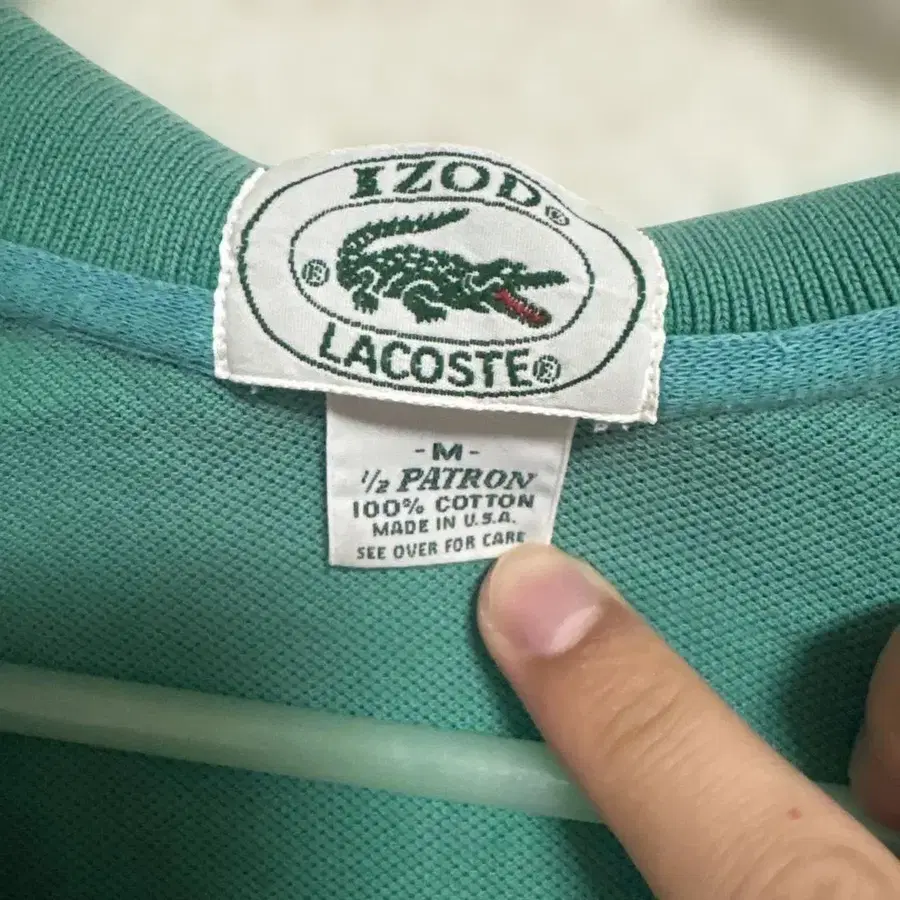 IZOD®
®
LACOSTE®
- M -
1/2 PATRON
100% COTTON
MADE IN U.S.A.
SEE OVER FOR CARE